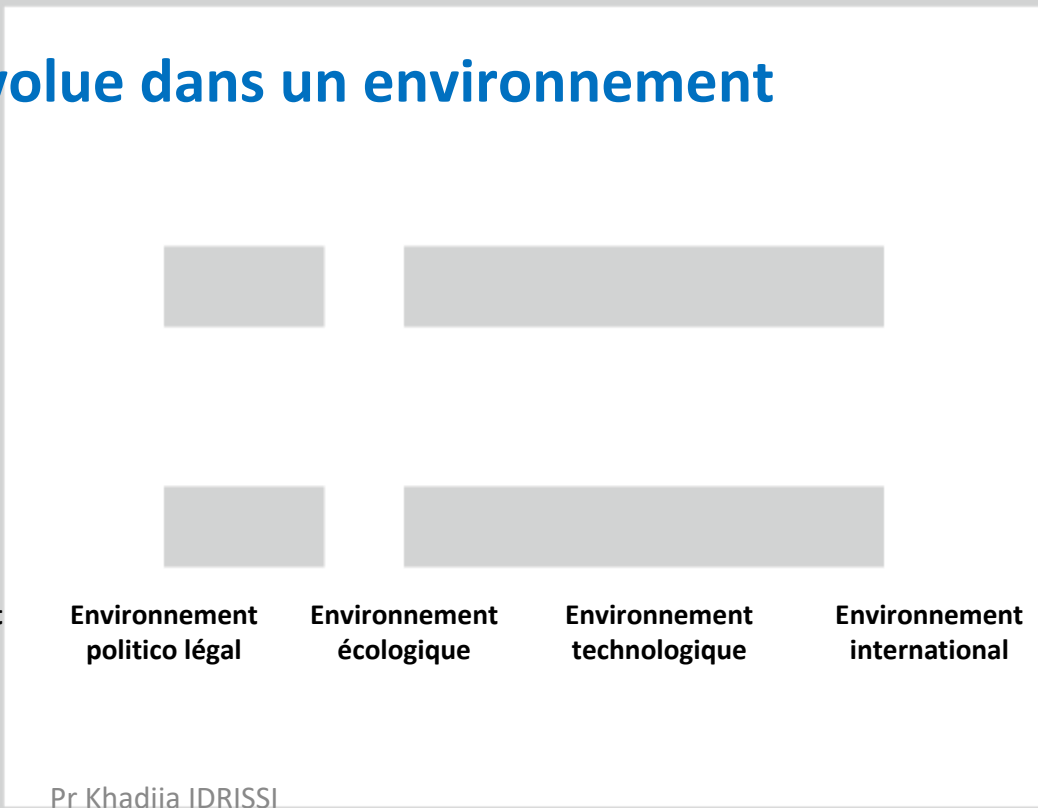 volue dans un environnement
t Environnement Environnement Environnement Environnement
politico légal écologique technologique international
Pr Khadija IDRISSI